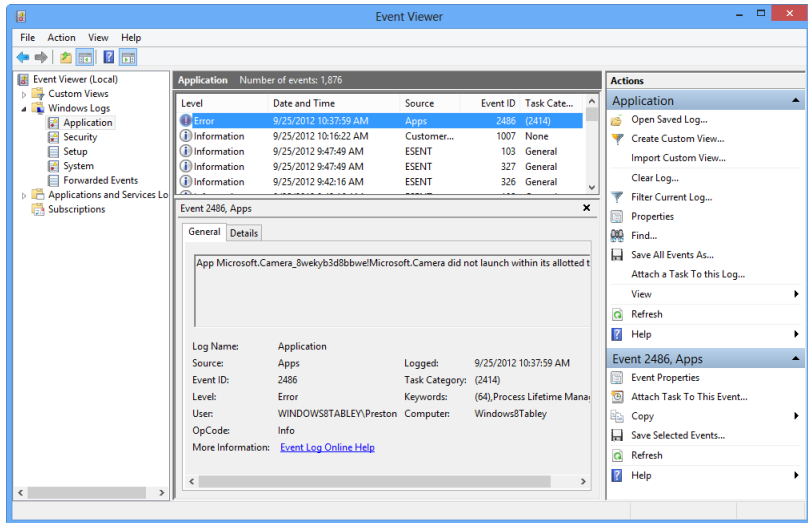 Event Viewer
File Action View Help
Event Viewer (Local)
Custom Views
Windows Logs
Application
Security
Setup
System
Forwarded Events
Applications and Services Lo
Subscriptions
Application Number of events: 1,876
Level Date and Time Source Event ID Task Cate...
Error 9/25/2012 10:37:59 AM Apps 2486 (2414)
Information 9/25/2012 10:16:22 AM Customer... 1007 None
Information 9/25/2012 9:47:49 AM ESENT 103 General
Information 9/25/2012 9:47:49 AM ESENT 327 General
Information 9/25/2012 9:42:16 AM ESENT 326 General
Event 2486, Apps
General Details
App Microsoft.Camera_8wekyb3d8bbwe!Microsoft.Camera did not launch within its allotted t
Log Name: Application
Source: Apps Logged: 9/25/2012 10:37:59 AM
Event ID: 2486 Task Category: (2414)
Level: Error Keywords: (64),Process Lifetime Mana
User: WINDOWS8TABLEY\Preston Computer: Windows8Tabley
OpCode: Info
More Information: Event Log Online Help
Actions
Application
Open Saved Log...
Create Custom View...
Import Custom View...
Clear Log...
Filter Current Log...
Properties
Find...
Save All Events As...
Attach a Task To this Log...
View
Refresh
Help
Event 2486, Apps
Event Properties
Attach Task To This Event...
Copy
Save Selected Events...
Refresh
Help